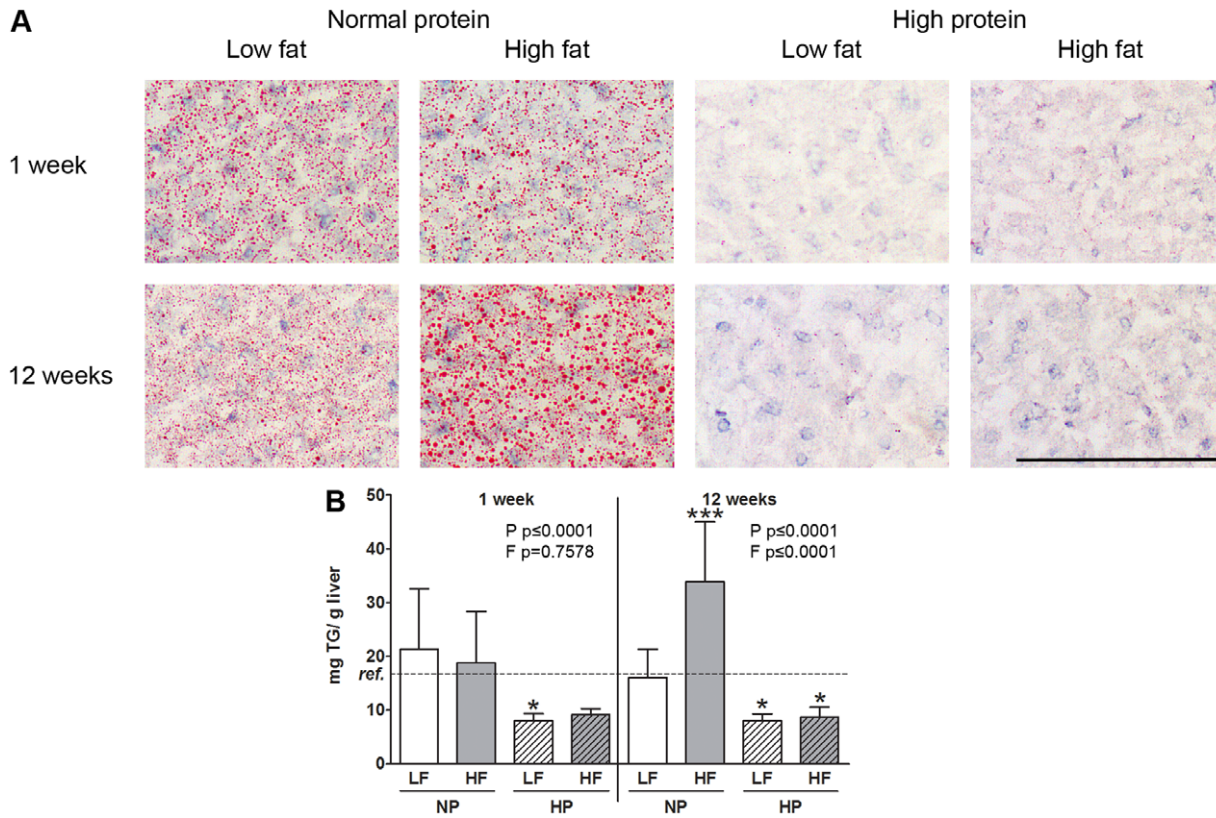 A
Normal protein
High protein
Low fat
High fat
Low fat
High fat
1 week
12 weeks
B
1 week
12 weeks
50
40
30
20
ref.
10
0
mg TG/ g liver
P p≤0.0001
F p=0.7578
***
P p≤0.0001
F p≤0.0001
*
*
*
LF
HF
LF
HF
LF
HF
LF
HF
NP
HP
NP
HP